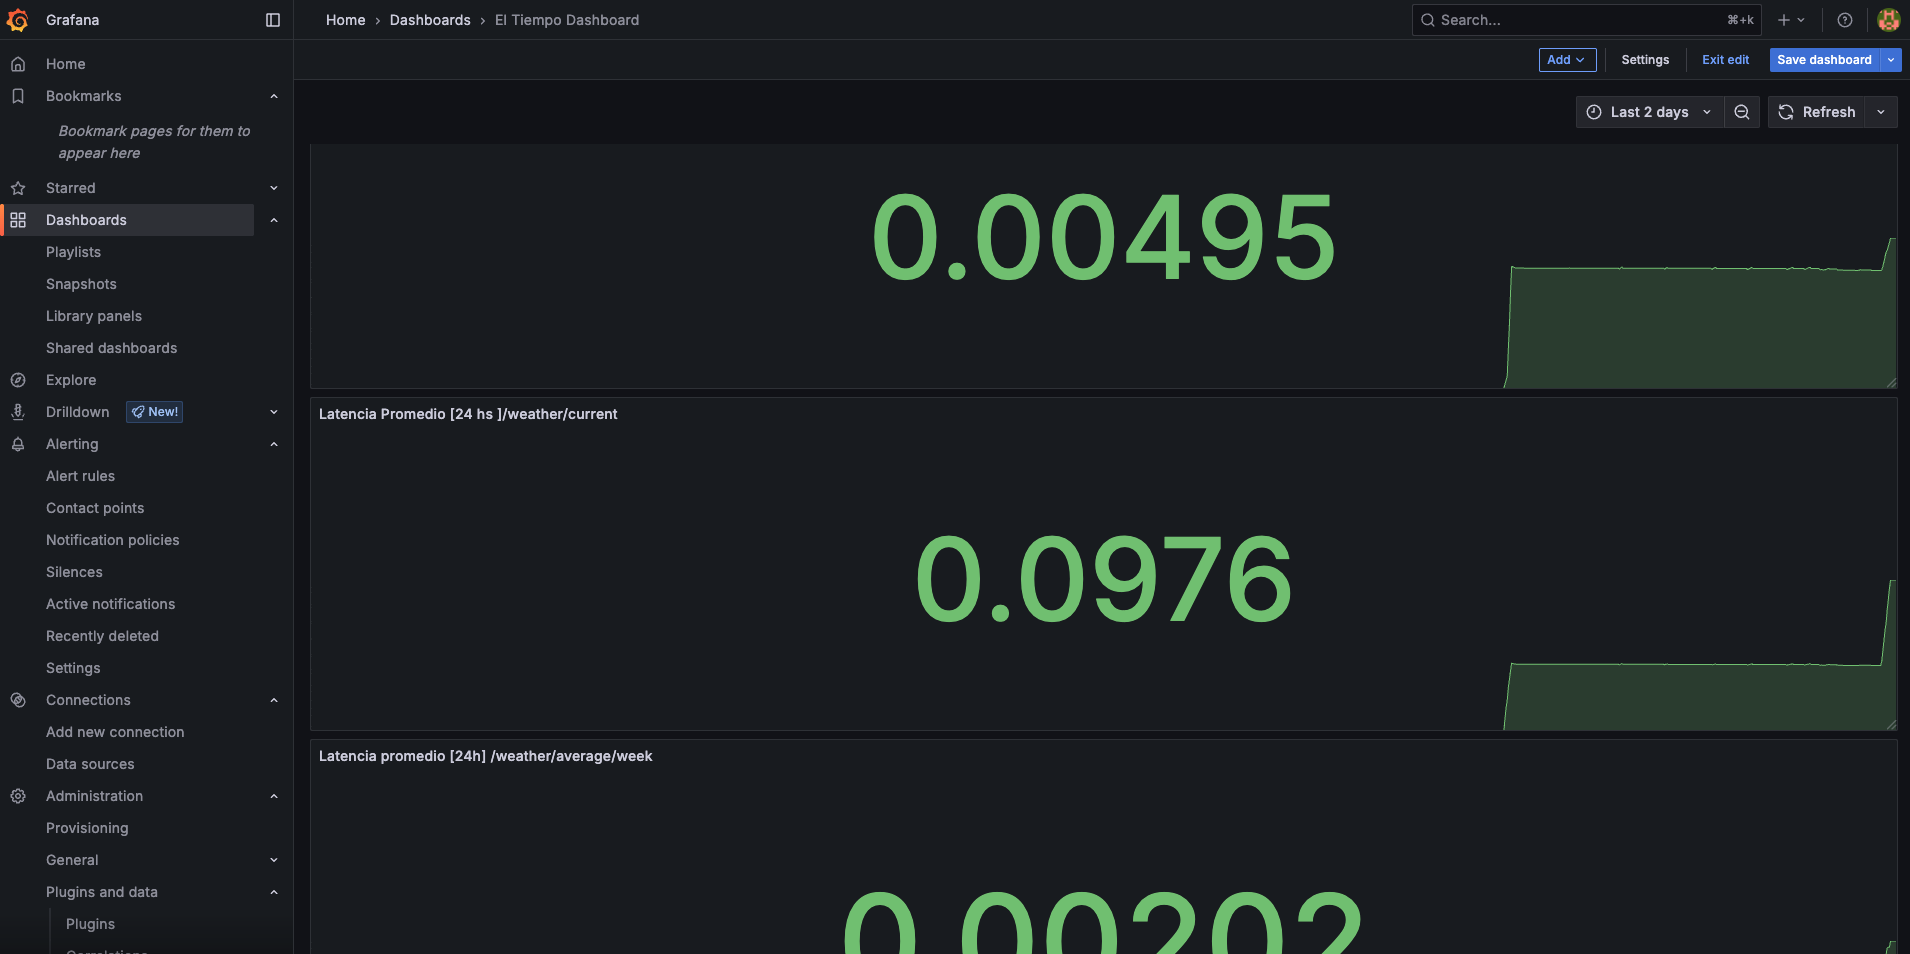 Grafana
Home › Dashboards › El Tiempo Dashboard
Search...
⌘+k
Add
Settings
Exit edit
Save dashboard
Last 2 days
Refresh
Home
Bookmarks
Bookmark pages for them to
appear here
Starred
Dashboards
Playlists
Snapshots
Library panels
Shared dashboards
Explore
Drilldown
New!
Alerting
Alert rules
Contact points
Notification policies
Silences
Active notifications
Recently deleted
Settings
Connections
Add new connection
Data sources
Administration
Provisioning
General
Plugins and data
Plugins
Correlations
0.00495
Latencia Promedio [24 hs ]/weather/current
0.0976
Latencia promedio [24h] /weather/average/week
0.00202